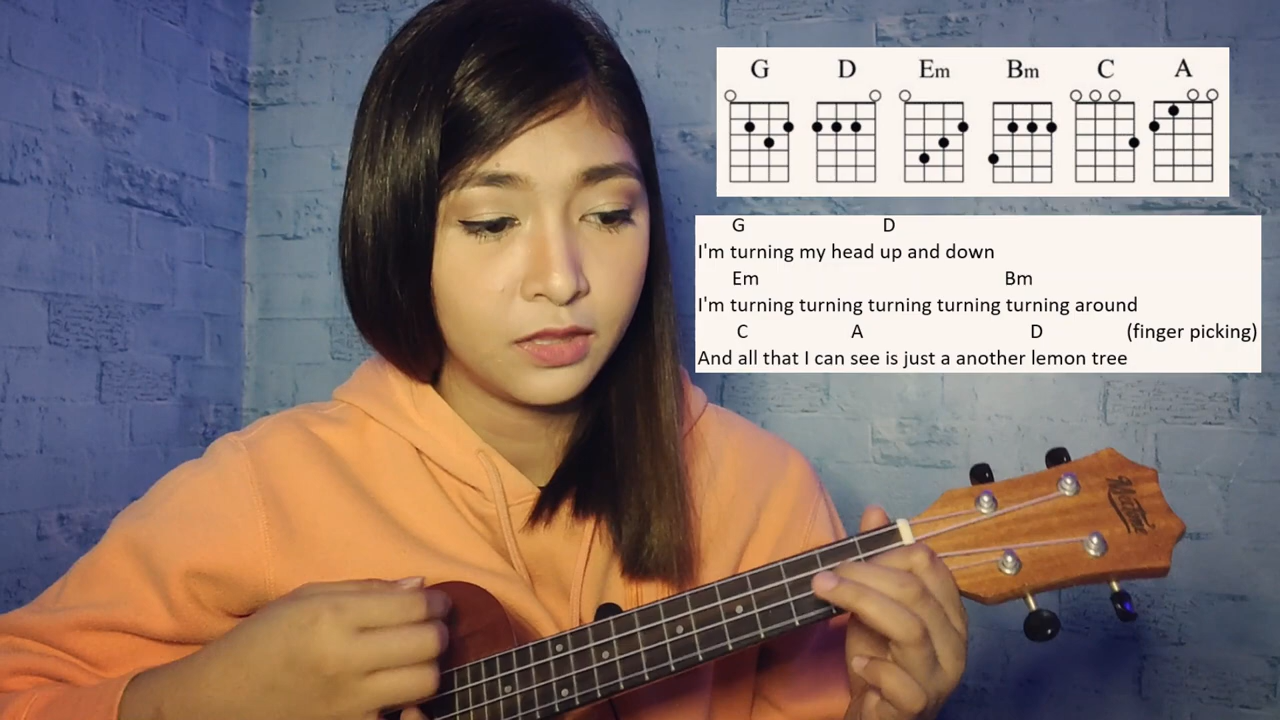 G D Em Bm C A
G D
I'm turning my head up and down
Em Bm
I'm turning turning turning turning turning around
C A D (finger picking)
And all that I can see is just a another lemon tree